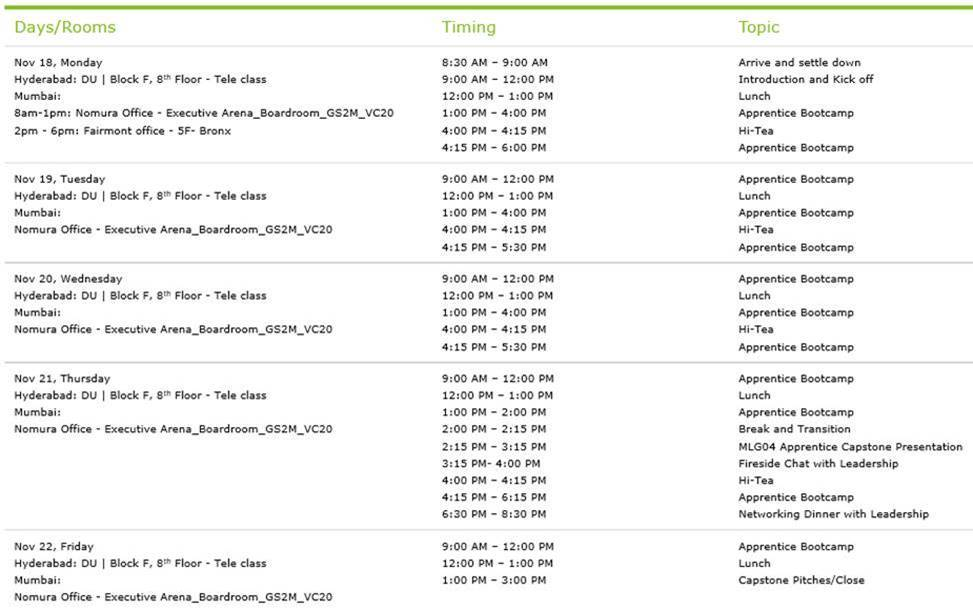 Days/Rooms Timing Topic
Nov 18, Monday 8:30 AM – 9:00 AM Arrive and settle down
Hyderabad: DU | Block F, 8th Floor - Tele class 9:00 AM – 12:00 PM Introduction and Kick off
Mumbai: 12:00 PM – 1:00 PM Lunch
8am-1pm: Nomura Office - Executive Arena_Boardroom_GS2M_VC20 1:00 PM – 4:00 PM Apprentice Bootcamp
2pm - 6pm: Fairmont office - 5F- Bronx 4:00 PM – 4:15 PM Hi-Tea
4:15 PM – 6:00 PM Apprentice Bootcamp
Nov 19, Tuesday 9:00 AM – 12:00 PM Apprentice Bootcamp
Hyderabad: DU | Block F, 8th Floor - Tele class 12:00 PM – 1:00 PM Lunch
Mumbai: 1:00 PM – 4:00 PM Apprentice Bootcamp
Nomura Office - Executive Arena_Boardroom_GS2M_VC20 4:00 PM – 4:15 PM Hi-Tea
4:15 PM – 5:30 PM Apprentice Bootcamp
Nov 20, Wednesday 9:00 AM – 12:00 PM Apprentice Bootcamp
Hyderabad: DU | Block F, 8th Floor - Tele class 12:00 PM – 1:00 PM Lunch
Mumbai: 1:00 PM – 4:00 PM Apprentice Bootcamp
Nomura Office - Executive Arena_Boardroom_GS2M_VC20 4:00 PM – 4:15 PM Hi-Tea
4:15 PM – 5:30 PM Apprentice Bootcamp
Nov 21, Thursday 9:00 AM – 12:00 PM Apprentice Bootcamp
Hyderabad: DU | Block F, 8th Floor - Tele class 12:00 PM – 1:00 PM Lunch
Mumbai: 1:00 PM – 2:00 PM Apprentice Bootcamp
Nomura Office - Executive Arena_Boardroom_GS2M_VC20 2:00 PM – 2:15 PM Break and Transition
2:15 PM – 3:15 PM MLG04 Apprentice Capstone Presentation
3:15 PM- 4:00 PM Fireside Chat with Leadership
4:00 PM – 4:15 PM Hi-Tea
4:15 PM – 6:15 PM Apprentice Bootcamp
6:30 PM – 8:30 PM Networking Dinner with Leadership
Nov 22, Friday 9:00 AM – 12:00 PM Apprentice Bootcamp
Hyderabad: DU | Block F, 8th Floor - Tele class 12:00 PM – 1:00 PM Lunch
Mumbai: 1:00 PM – 3:00 PM Capstone Pitches/Close
Nomura Office - Executive Arena_Boardroom_GS2M_VC20